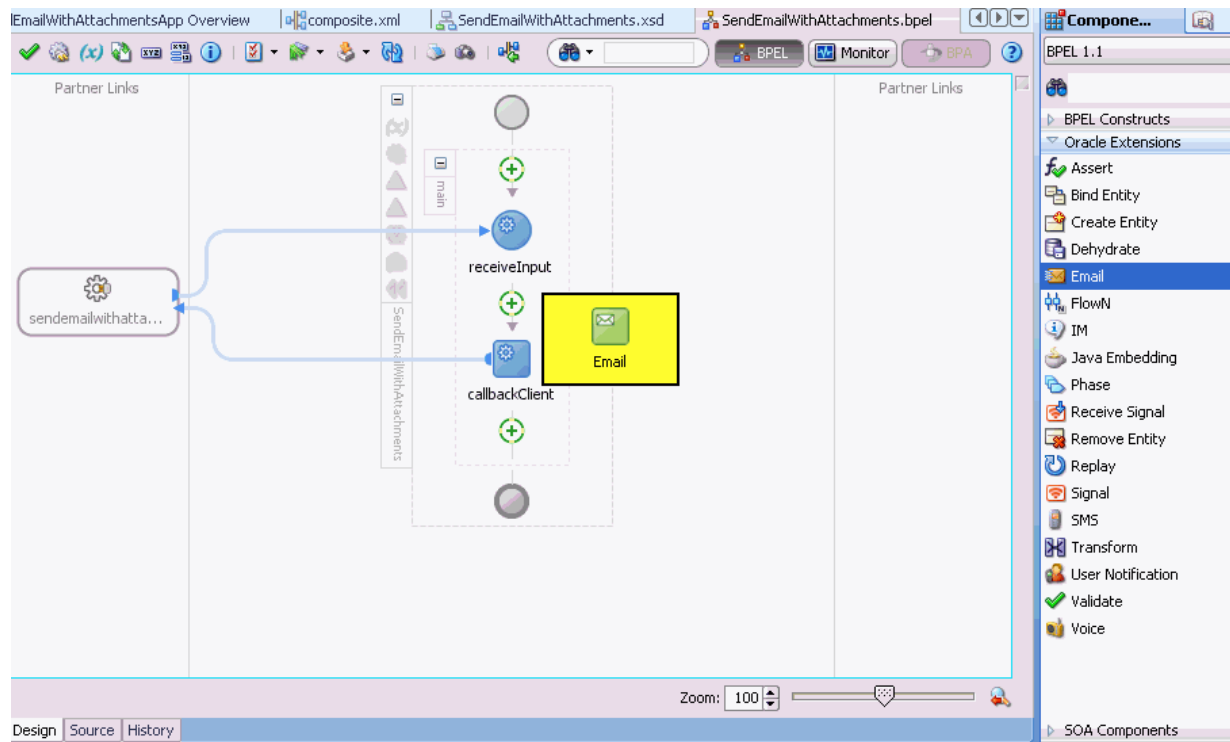 lEmailWithAttachmentsApp Overview
composite.xml
SendEmailWithAttachments.xsd
SendEmailWithAttachments.bpel
Compone...
BPEL
Monitor
BPA
BPEL 1.1
Partner Links
Partner Links
BPEL Constructs
Oracle Extensions
Assert
Bind Entity
Create Entity
Dehydrate
Email
FlowN
IM
Java Embedding
Phase
Receive Signal
Remove Entity
Replay
Signal
SMS
Transform
User Notification
Validate
Voice
main
receiveInput
sendemailwithatta...
SendEmailWithAttachments
Email
callbackClient
Zoom: 100
Design Source History
SOA Components